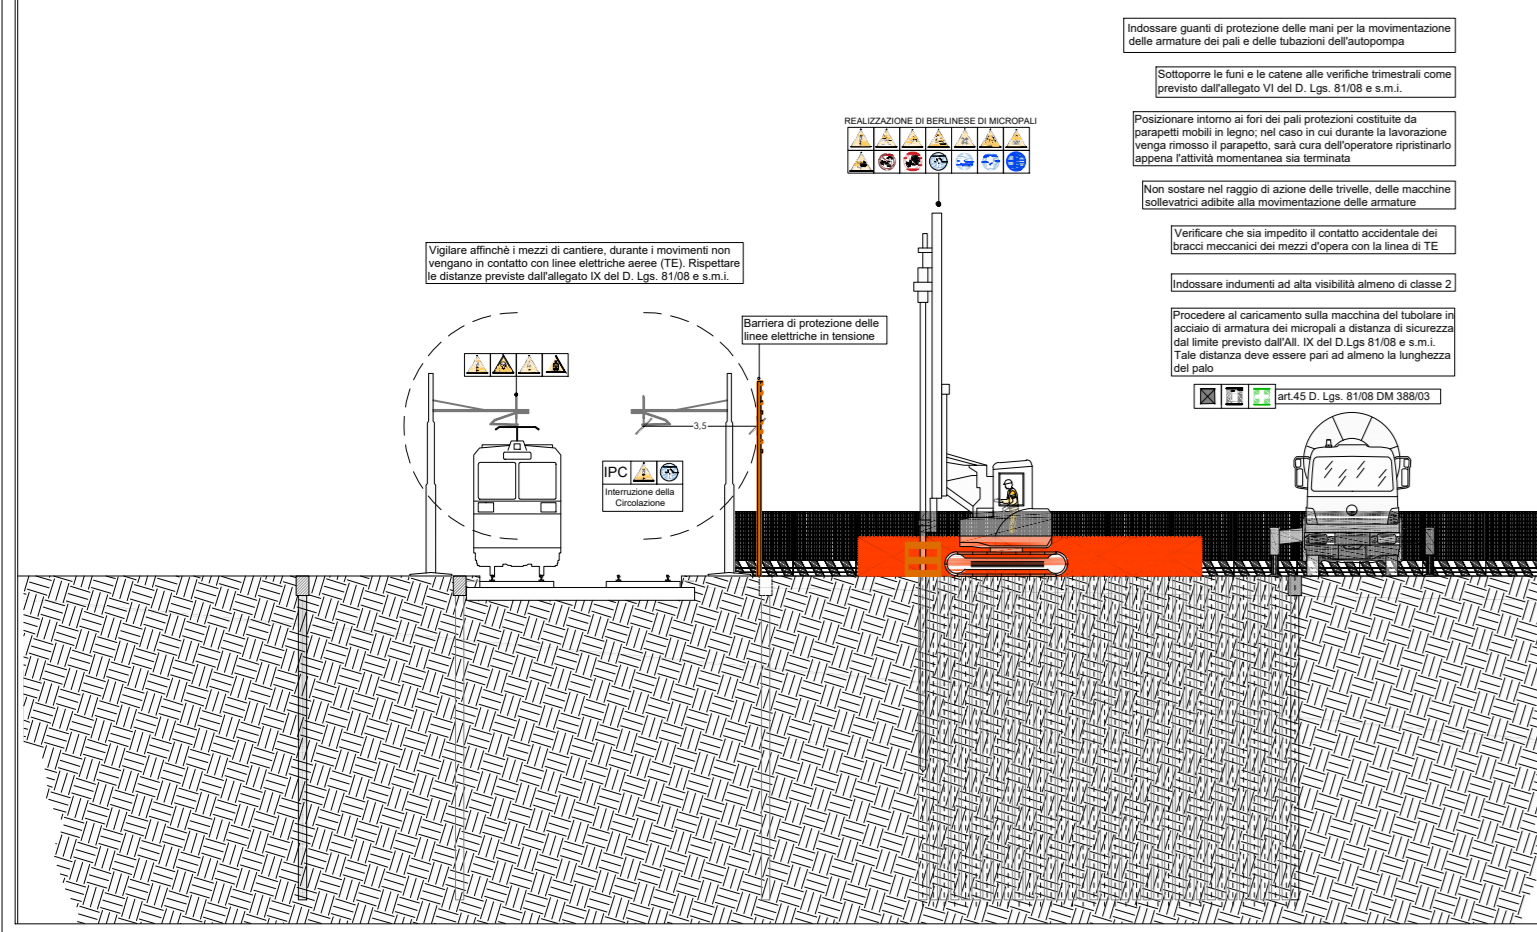 Indossare guanti di protezione delle mani per la movimentazione
delle armature dei pali e delle tubazioni dell'autopompa
Sottoporre le funi e le catene alle verifiche trimestrali come
previsto dall'allegato VI del D. Lgs. 81/08 e s.m.i.
REALIZZAZIONE DI BERLINESE DI MICROPALI
Posizionare intorno ai fori dei pali protezioni costituite da
parapetti mobili in legno; nel caso in cui durante la lavorazione
venga rimosso il parapetto, sarà cura dell'operatore ripristinarlo
appena l'attività momentanea sia terminata
Non sostare nel raggio di azione delle trivelle, delle macchine
sollevatrici adibite alla movimentazione delle armature
Verificare che sia impedito il contatto accidentale dei
bracci meccanici dei mezzi d'opera con la linea di TE
Vigilare affinchè i mezzi di cantiere, durante i movimenti non
vengano in contatto con linee elettriche aeree (TE). Rispettare
le distanze previste dall'allegato IX del D. Lgs. 81/08 e s.m.i.
Indossare indumenti ad alta visibilità almeno di classe 2
Barriera di protezione delle
linee elettriche in tensione
Procedere al caricamento sulla macchina del tubolare in
acciaio di armatura dei micropali a distanza di sicurezza
dal limite previsto dall'All. IX del D.Lgs 81/08 e s.m.i.
Tale distanza deve essere pari ad almeno la lunghezza
del palo
art.45 D. Lgs. 81/08 DM 388/03
3,5
IPC
Interruzione della
Circolazione